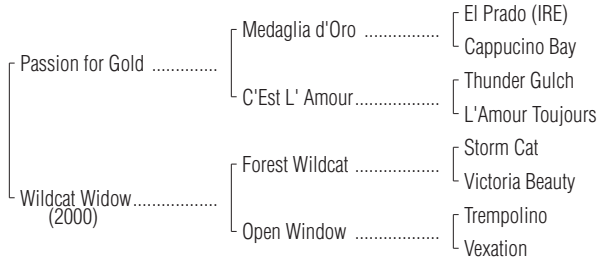 El Prado (IRE)
Medaglia d'Oro ................
Cappucino Bay
Passion for Gold ..............
Thunder Gulch
C'Est L' Amour..................
L'Amour Toujours
Storm Cat
Forest Wildcat ..................
Victoria Beauty
Wildcat Widow..................
(2000)
Trempolino
Open Window ..................
Vexation